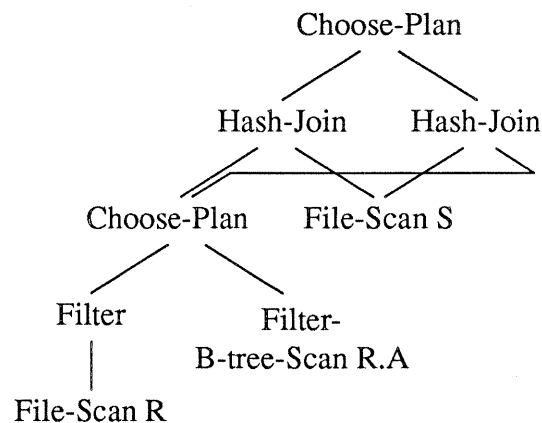 Choose-Plan
Hash-Join Hash-Join
Choose-Plan File-Scan S
Filter Filter-
B-tree-Scan R.A
File-Scan R